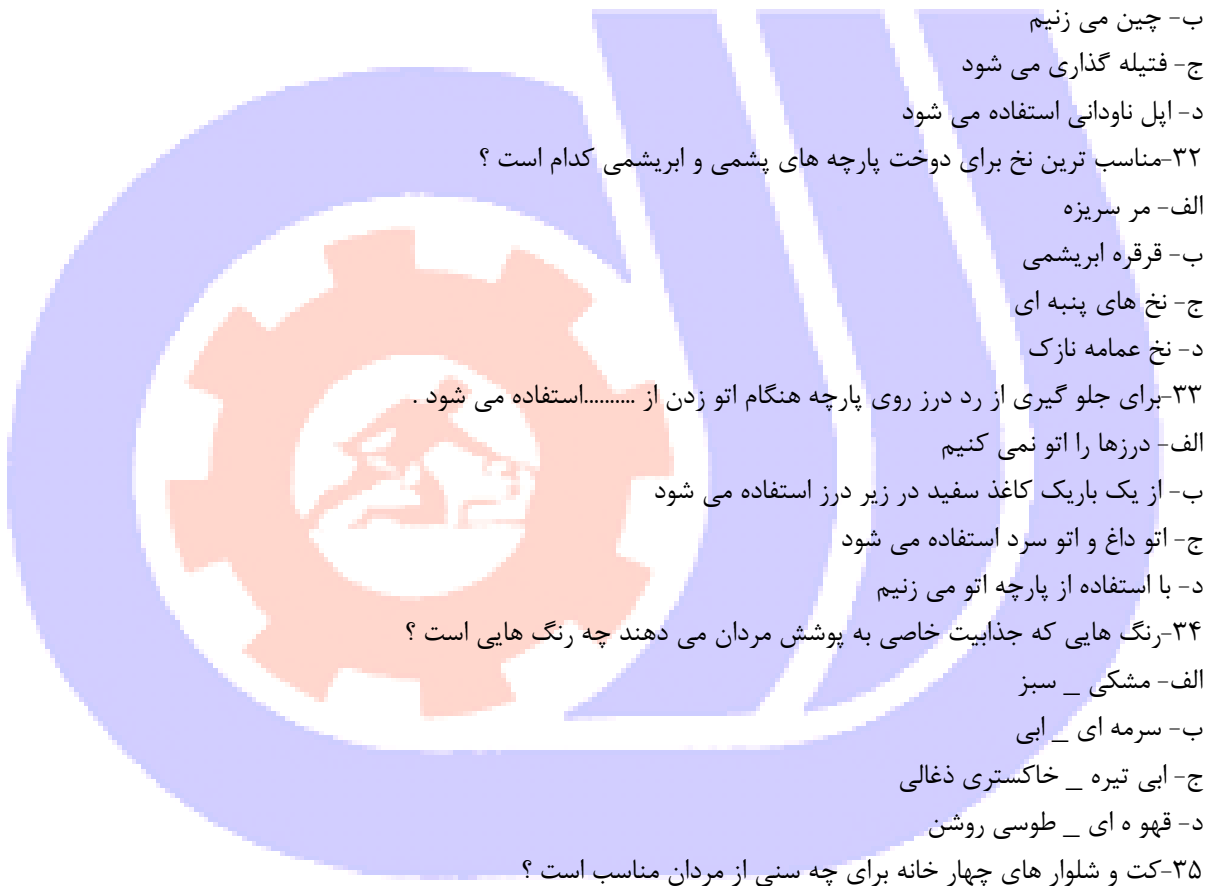 ب- چین می زنیم
ج- فتیله گذاری می شود
د- اپل ناودانی استفاده می شود
۳۲-مناسب ترین نخ برای دوخت پارچه های پشمی و ابریشمی کدام است ؟
الف- مر سریزه
ب- قرقره ابریشمی
ج- نخ های پنبه ای
د- نخ عمامه نازک
۳۳-برای جلو گیری از رد درز روی پارچه هنگام اتو زدن از ..........استفاده می شود .
الف- درزها را اتو نمی کنیم
ب- از یک باریک کاغذ سفید در زیر درز استفاده می شود
ج- اتو داغ و اتو سرد استفاده می شود
د- با استفاده از پارچه اتو می زنیم
۳۴-رنگ هایی که جذابیت خاصی به پوشش مردان می دهند چه رنگ هایی است ؟
الف- مشکی _ سبز
ب- سرمه ای _ ابی
ج- ابی تیره _ خاکستری ذغالی
د- قهو ه ای _ طوسی روشن
۳۵-کت و شلوار های چهار خانه برای چه سنی از مردان مناسب است ؟